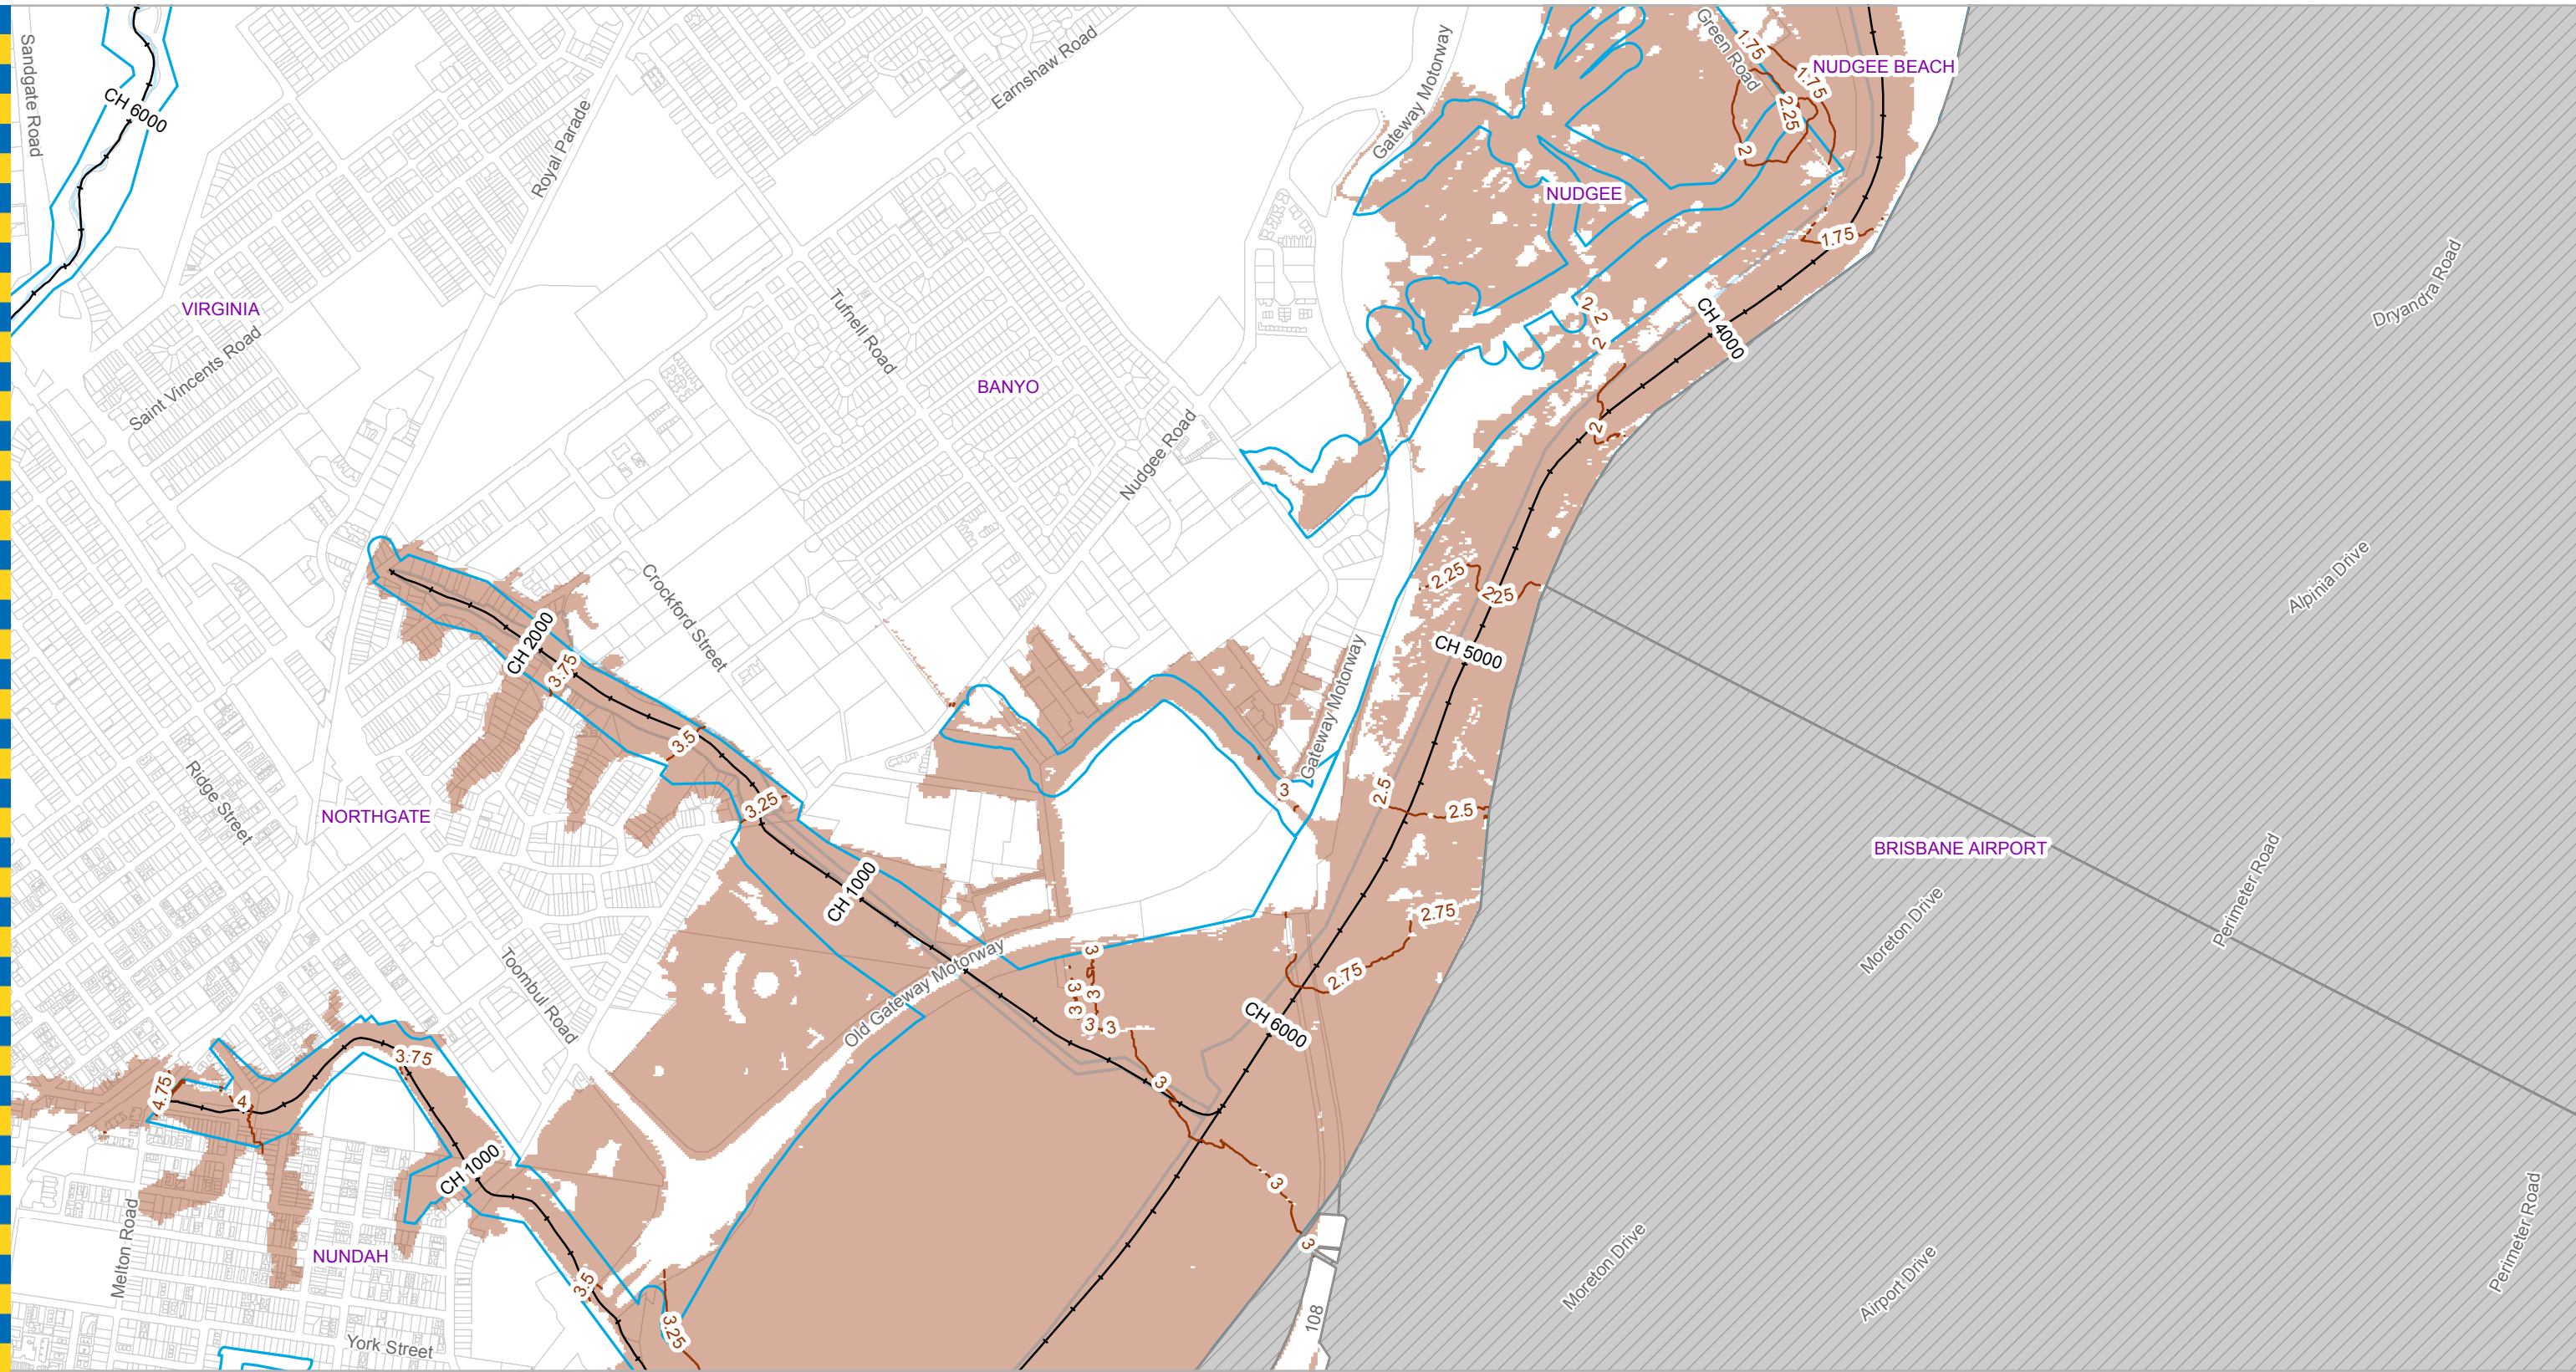 Sandgate Road
CH 6000
Royal Parade
Earnshaw Road
Gateway Motorway
Green Road
1.75
1.75
NUDGEE BEACH
2.25
2
NUDGEE
1.75
Dryandra Road
VIRGINIA
Saint Vincents Road
Tufnell Road
BANYO
Nudgee Road
2
2
2
CH 4000
2
Crockford Street
2.25
2.25
Alpinia Drive
CH 2000
3.75
CH 5000
Gateway Motorway
3.5
3.25
3
2.5
2.5
Ridge Street
NORTHGATE
BRISBANE AIRPORT
Perimeter Road
CH 1000
2.75
Moreton Drive
Toombul Road
Old Gateway Motorway
3
3
3
3
3
3
2.75
CH 6000
3.75
4.75
4
3
CH 1000
3
Melton Road
NUNDAH
3.5
3
Moreton Drive
Airport Drive
Perimeter Road
3.25
108
York Street